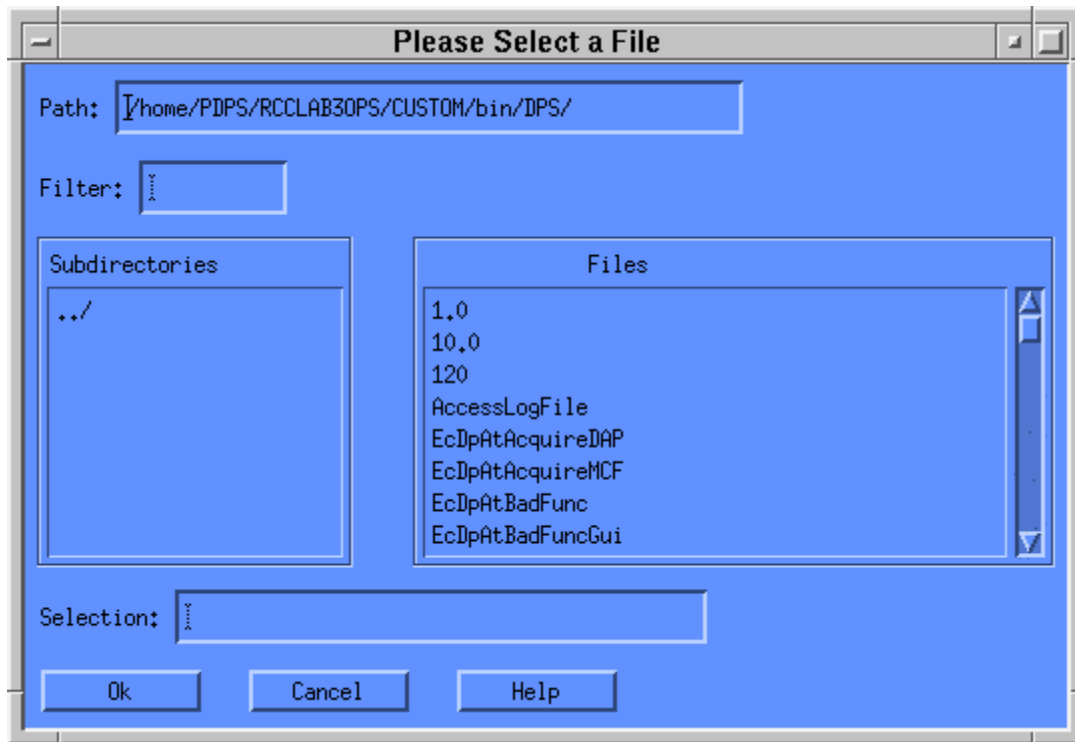 Please Select a File
Path: /home/PDPS/RCCLAB3OPS/CUSTOM/bin/DPS/
Filter:
Subdirectories
../
Files
1.0
10.0
120
AccessLogFile
EcDpAtAcquireDAP
EcDpAtAcquireMCF
EcDpAtBadFunc
EcDpAtBadFuncGui
Selection:
Ok Cancel Help